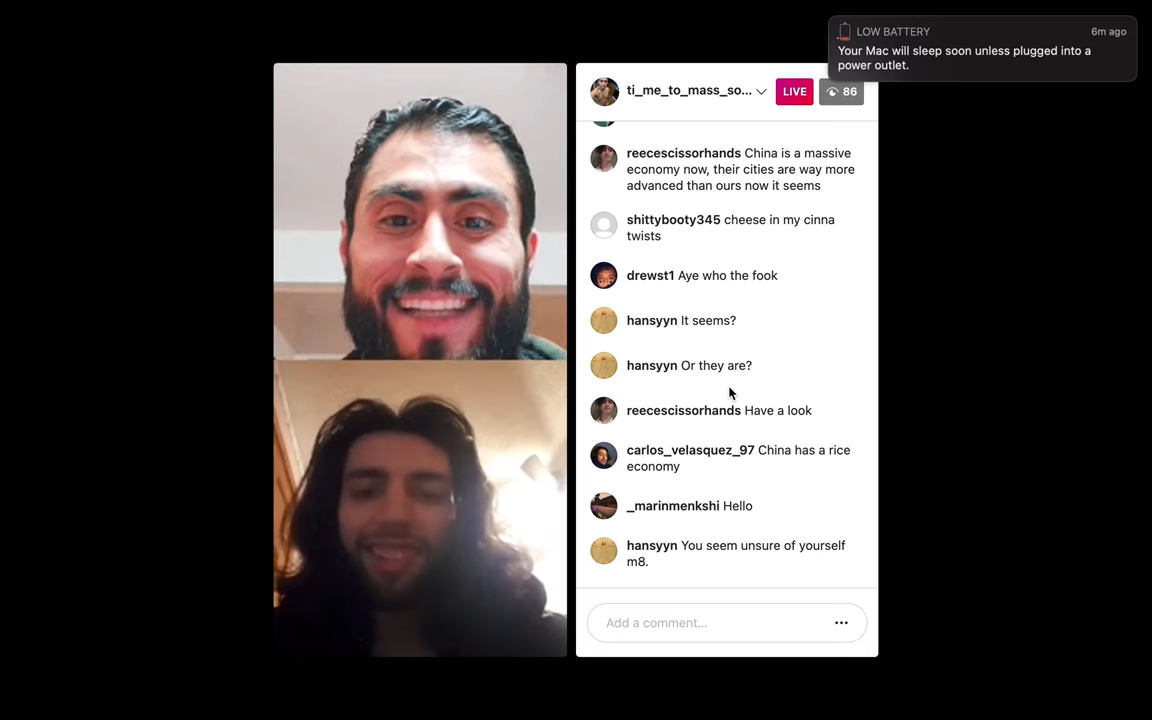 LOW BATTERY
6m ago
Your Mac will sleep soon unless plugged into a
power outlet.
ti_me_to_mass_so...
LIVE
86
reecescissorhands China is a massive
economy now, their cities are way more
advanced than ours now it seems
shittybooty345 cheese in my cinna
twists
drewst1 Aye who the fook
hansyyn It seems?
hansyyn Or they are?
reecescissorhands Have a look
carlos_velasquez_97 China has a rice
economy
_marinmenkshi Hello
hansyyn You seem unsure of yourself
m8.
Add a comment...